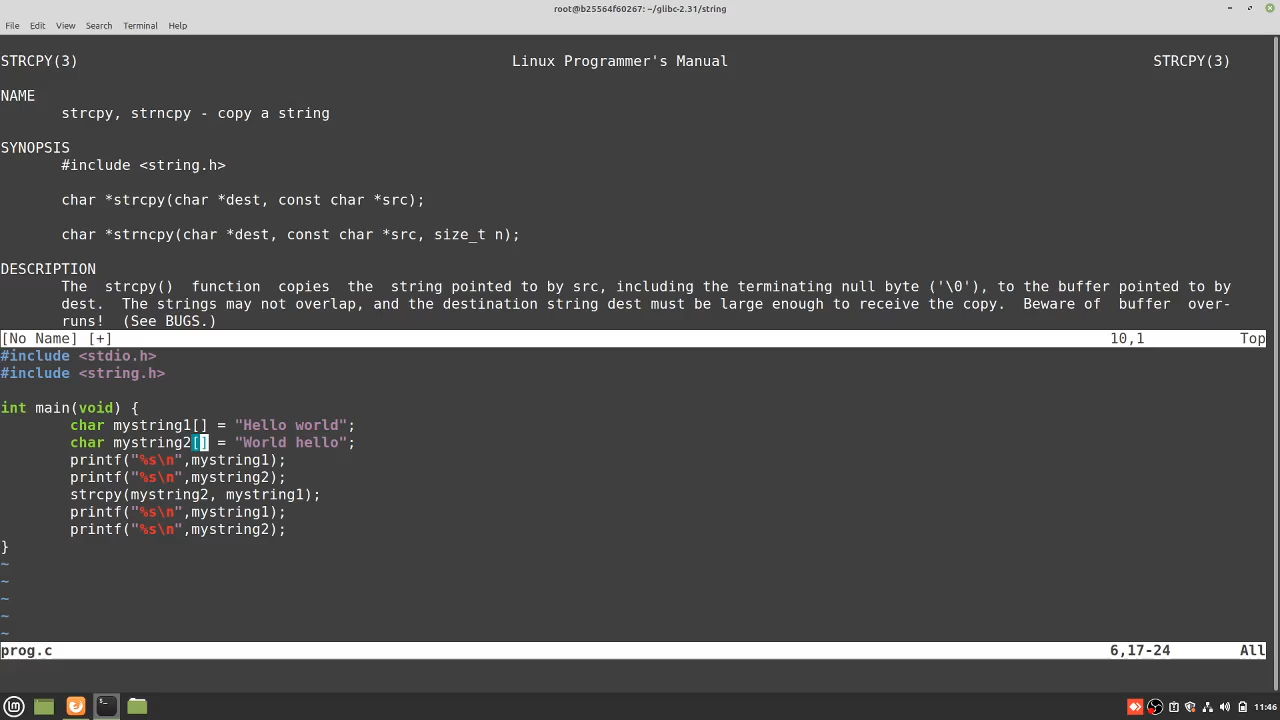 root@b25564f60267: ~/glibc-2.31/string
File Edit View Search Terminal Help
STRCPY(3) Linux Programmer's Manual STRCPY(3)
NAME
strcpy, strncpy - copy a string
SYNOPSIS
#include <string.h>
char *strcpy(char *dest, const char *src);
char *strncpy(char *dest, const char *src, size_t n);
DESCRIPTION
The strcpy() function copies the string pointed to by src, including the terminating null byte ('\0'), to the buffer pointed to by
dest. The strings may not overlap, and the destination string dest must be large enough to receive the copy. Beware of buffer over-
runs! (See BUGS.)
[No Name] [+] 10,1 Top
#include <stdio.h>
#include <string.h>
int main(void) {
char mystring1[] = "Hello world";
char mystring2[] = "World hello";
printf("%s\n",mystring1);
printf("%s\n",mystring2);
strcpy(mystring2, mystring1);
printf("%s\n",mystring1);
printf("%s\n",mystring2);
}
~
~
~
~
~
prog.c 6,17-24 All
11:46